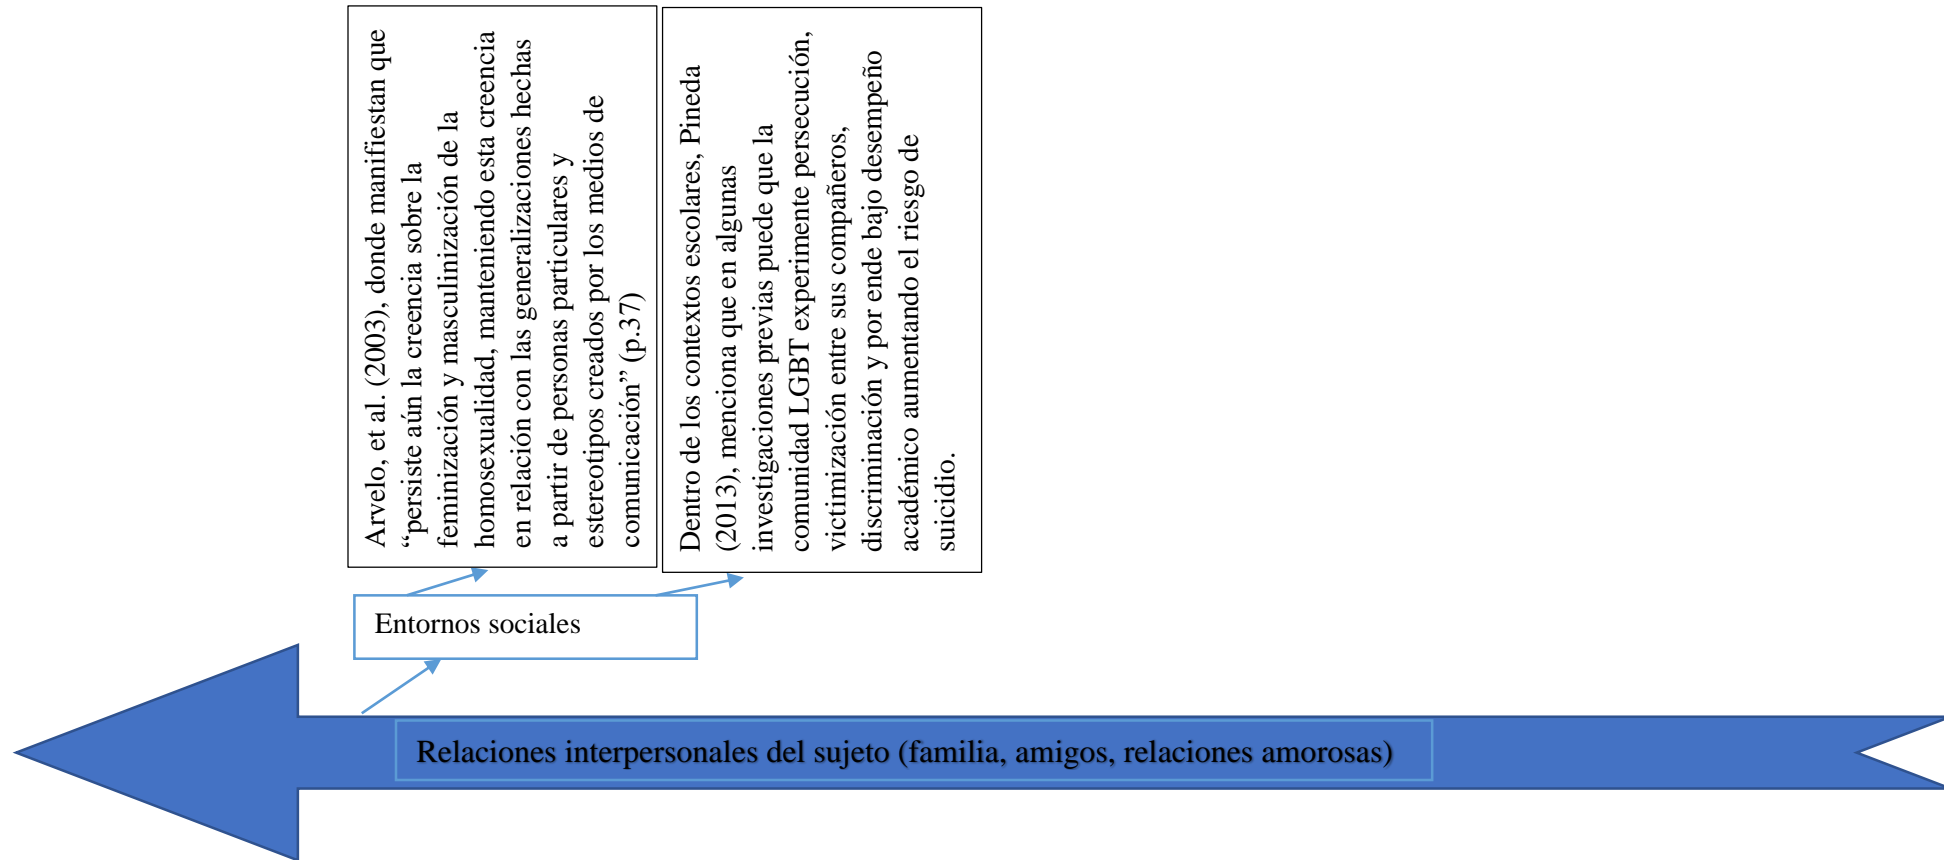 Arvelo, et al. (2003), donde manifiestan que
“persiste aún la creencia sobre la
feminización y masculinización de la
homosexualidad, manteniendo esta creencia
en relación con las generalizaciones hechas
a partir de personas particulares y
estereotipos creados por los medios de
comunicación” (p.37)
Dentro de los contextos escolares, Pineda
(2013), menciona que en algunas
investigaciones previas puede que la
comunidad LGBT experimente persecución,
victimización entre sus compañeros,
discriminación y por ende bajo desempeño
académico aumentando el riesgo de
suicidio.
Entornos sociales
Relaciones interpersonales del sujeto (familia, amigos, relaciones amorosas)